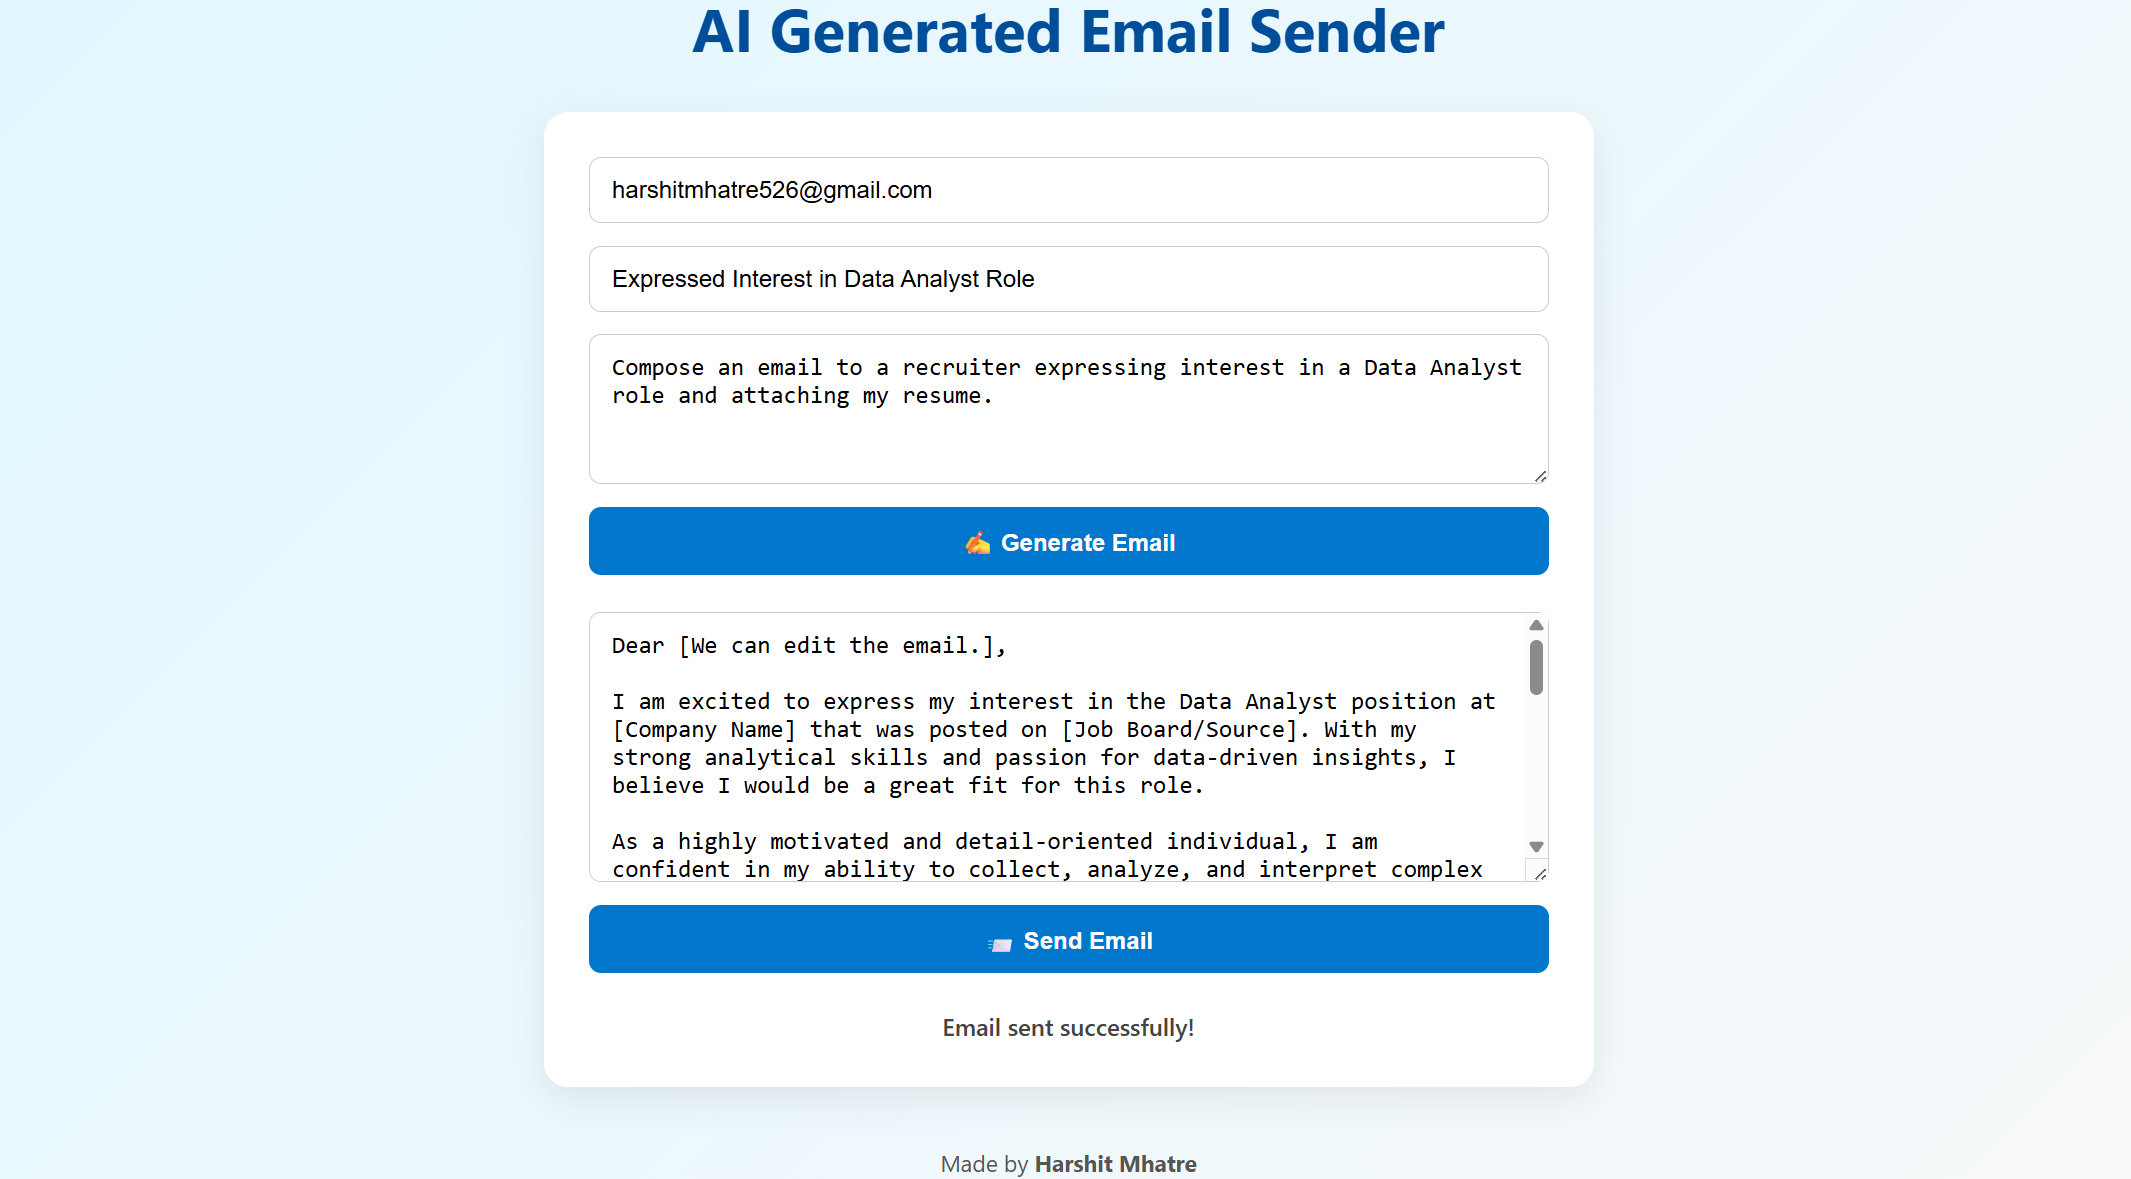 AI Generated Email Sender
harshitmhatre526@gmail.com
Expressed Interest in Data Analyst Role
Compose an email to a recruiter expressing interest in a Data Analyst
role and attaching my resume.
✍️ Generate Email
Dear [We can edit the email.],
I am excited to express my interest in the Data Analyst position at
[Company Name] that was posted on [Job Board/Source]. With my
strong analytical skills and passion for data-driven insights, I
believe I would be a great fit for this role.
As a highly motivated and detail-oriented individual, I am
confident in my ability to collect, analyze, and interpret complex
📨 Send Email
Email sent successfully!
Made by Harshit Mhatre